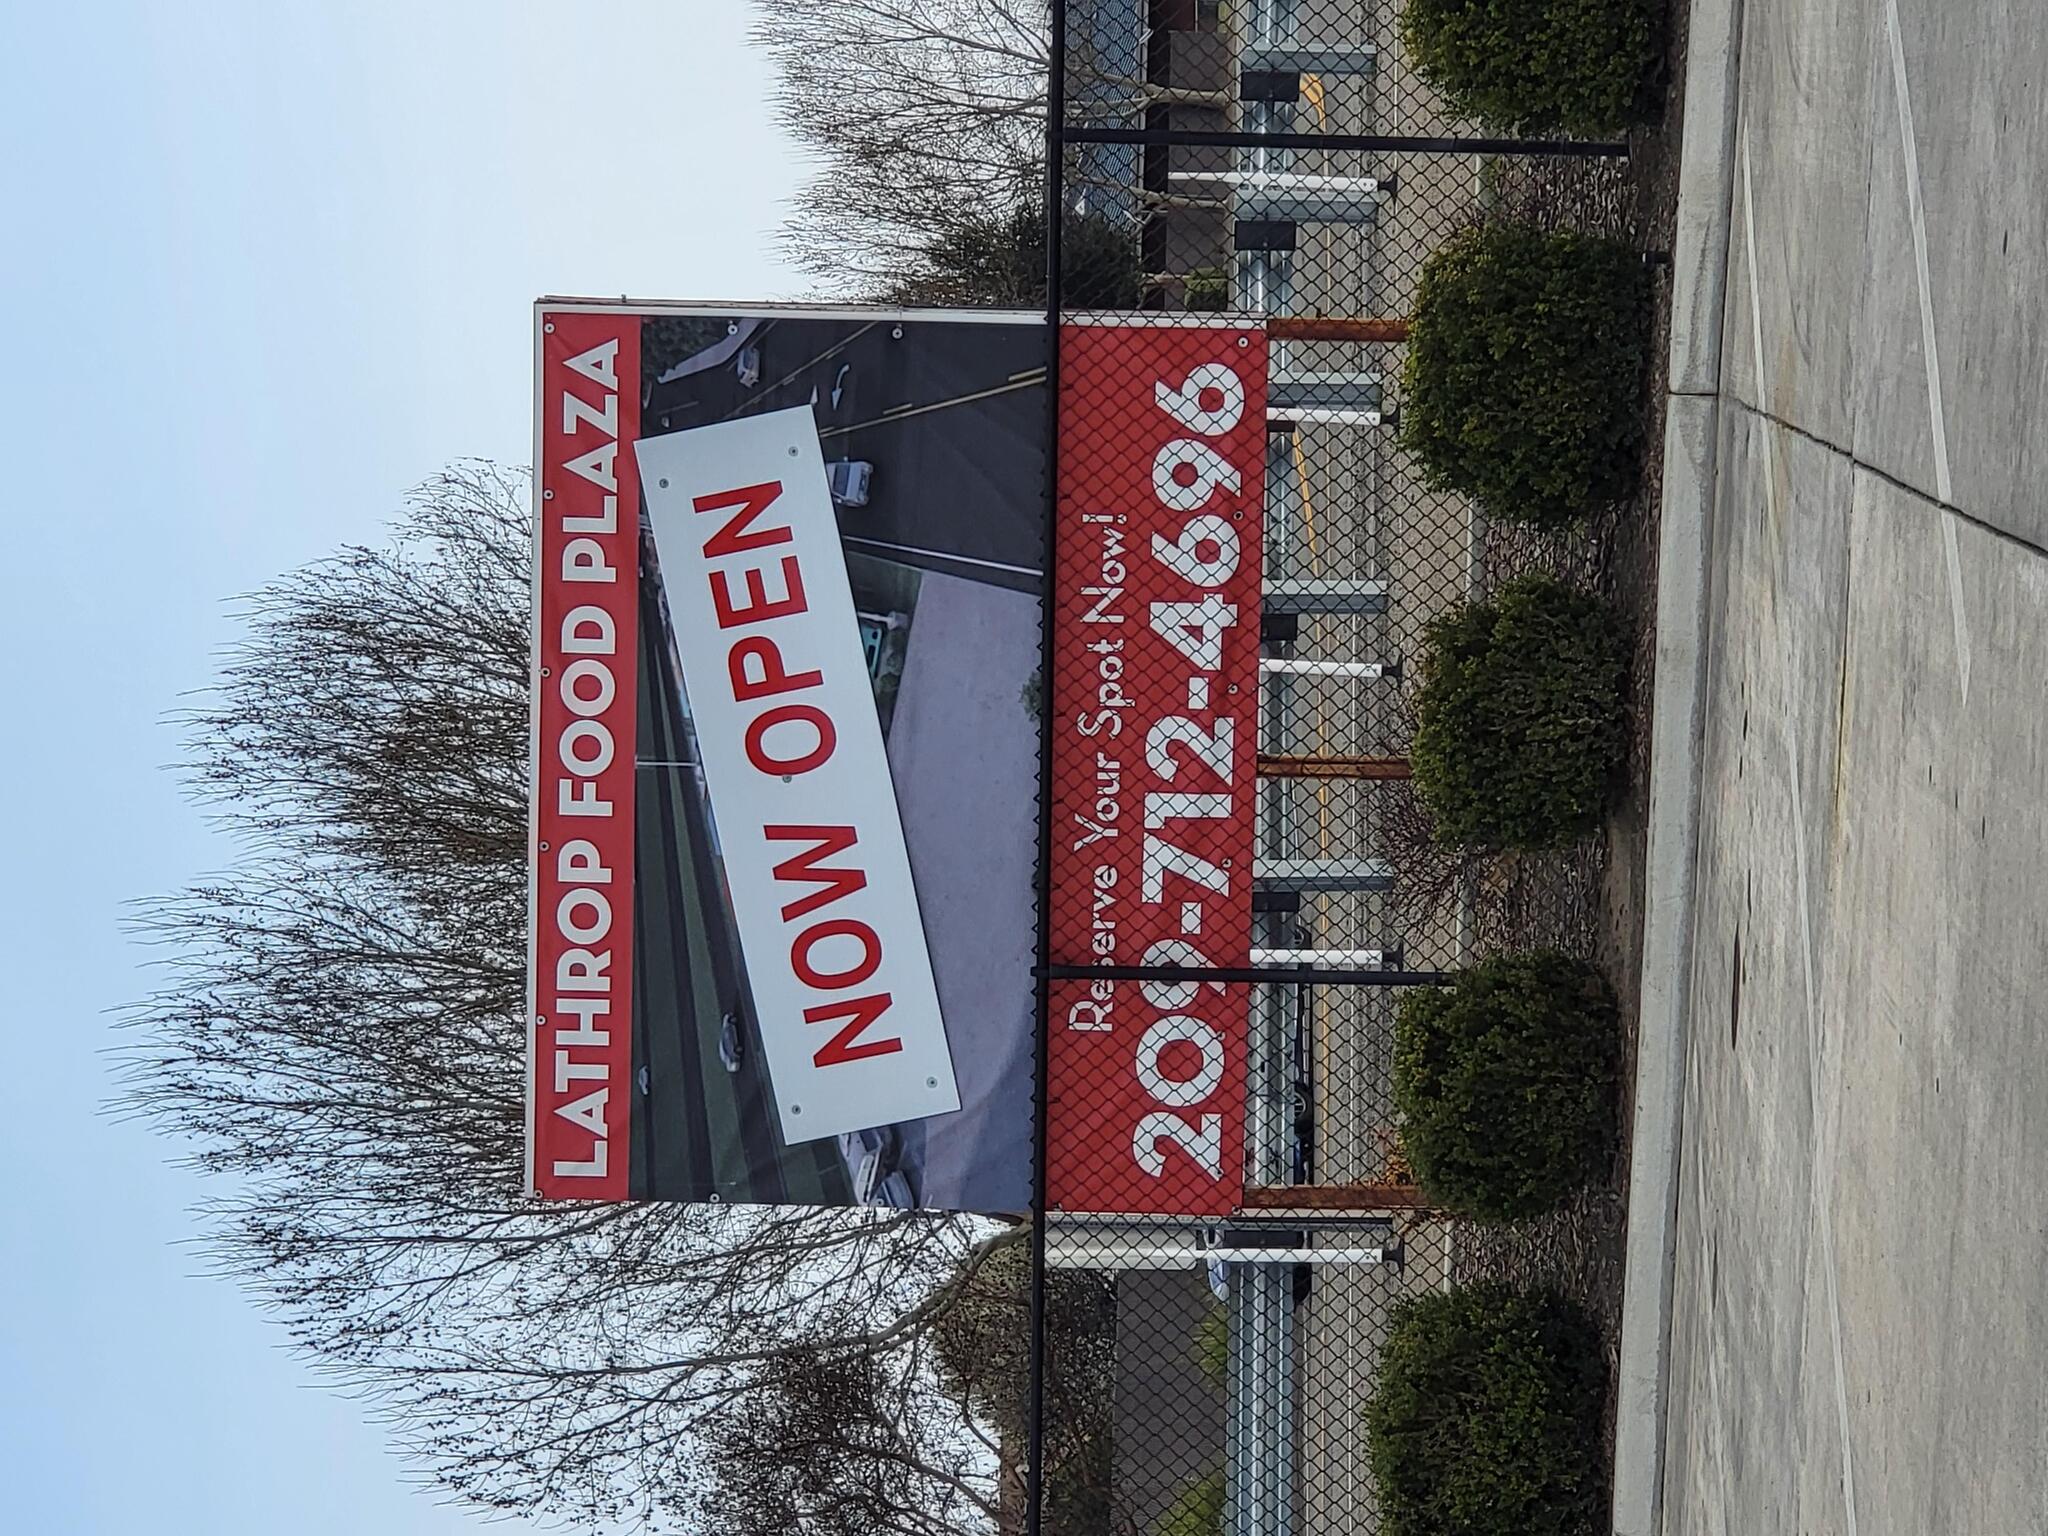 LATHROP FOOD PLAZA
NOW OPEN
Reserve Your Spot Now!
209-712-4696